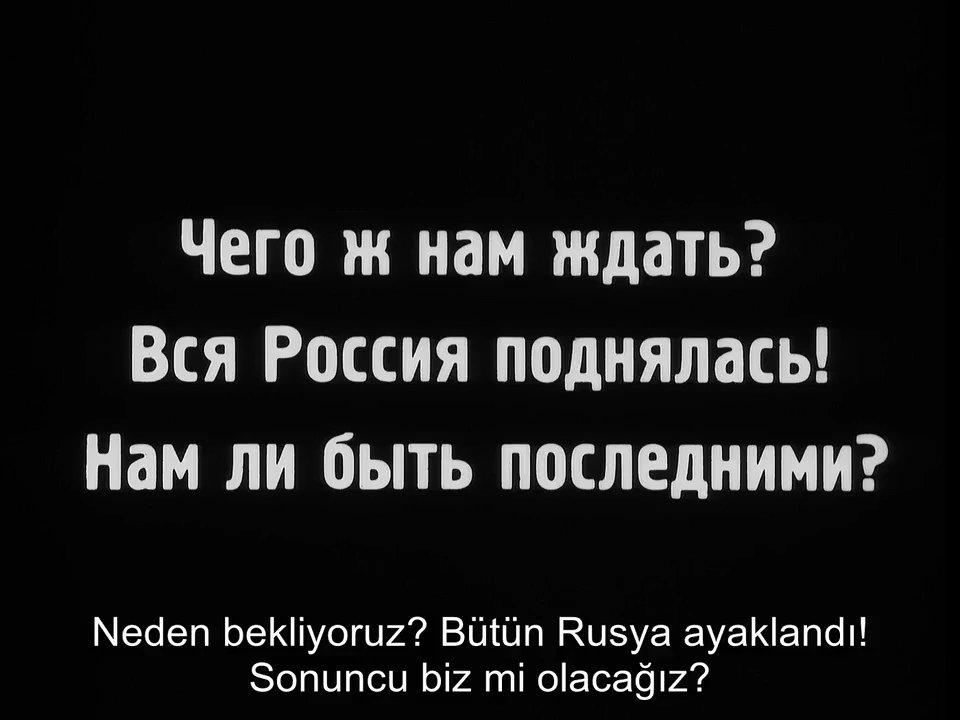 Чего ж нам ждать?
Вся Россия поднялась!
Нам ли быть последними?
Neden bekliyoruz? Bütün Rusya ayaklandı!
Sonuncu biz mi olacağız?